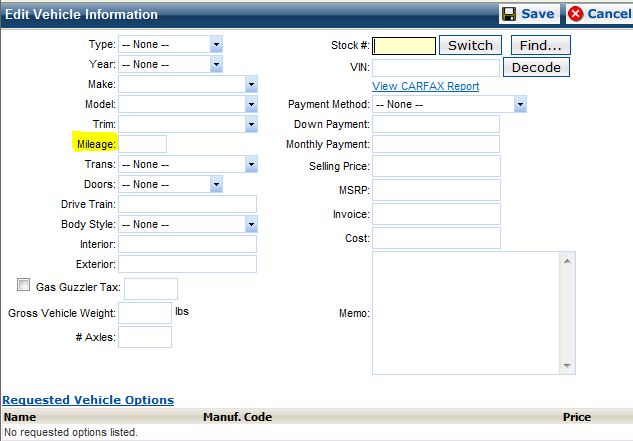 Edit Vehicle Information Save Cancel
Type: -- None -- Stock #: Switch Find...
Year: -- None -- VIN: Decode
Make: View CARFAX Report
Model: Payment Method: -- None --
Trim: Down Payment:
Mileage: Monthly Payment:
Trans: -- None -- Selling Price:
Doors: -- None -- MSRP:
Drive Train: Invoice:
Body Style: -- None -- Cost:
Interior:
Exterior:
Gas Guzzler Tax:
Gross Vehicle Weight: lbs Memo:
# Axles:
Requested Vehicle Options
Name Manuf. Code Price
No requested options listed.